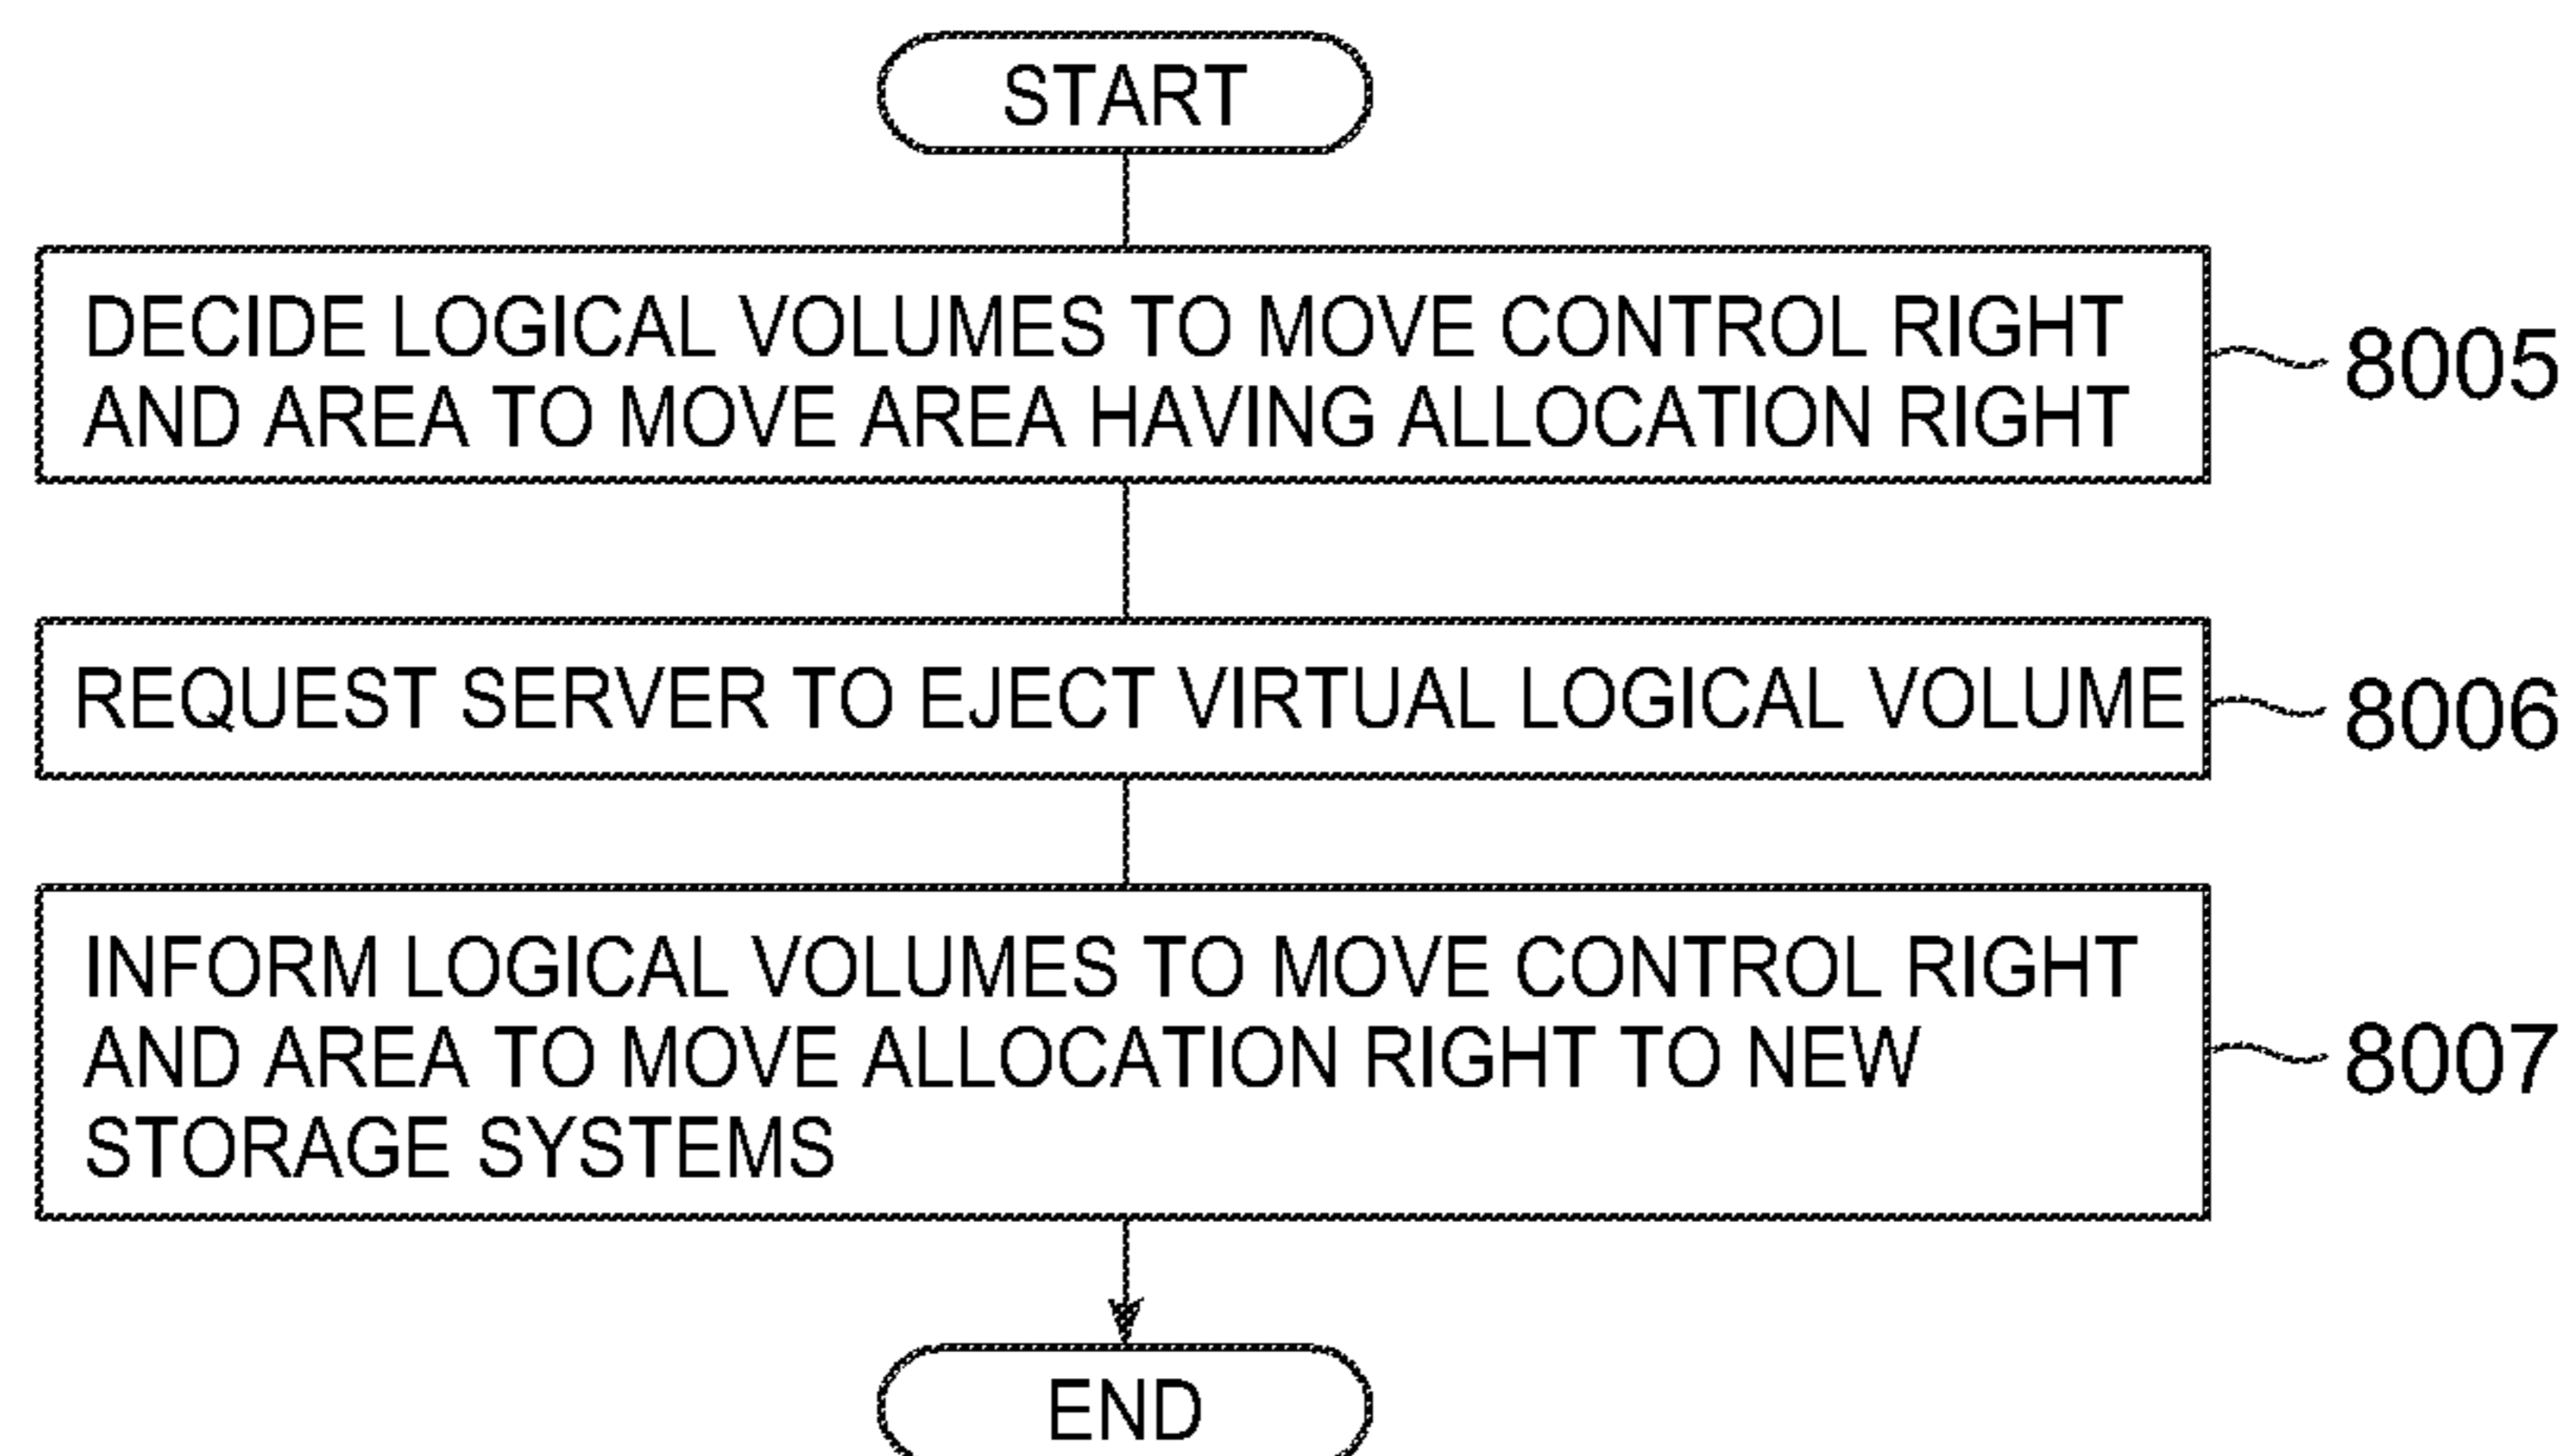 START
DECIDE LOGICAL VOLUMES TO MOVE CONTROL RIGHT
AND AREA TO MOVE AREA HAVING ALLOCATION RIGHT
8005
REQUEST SERVER TO EJECT VIRTUAL LOGICAL VOLUME
8006
INFORM LOGICAL VOLUMES TO MOVE CONTROL RIGHT
AND AREA TO MOVE ALLOCATION RIGHT TO NEW
STORAGE SYSTEMS
8007
END